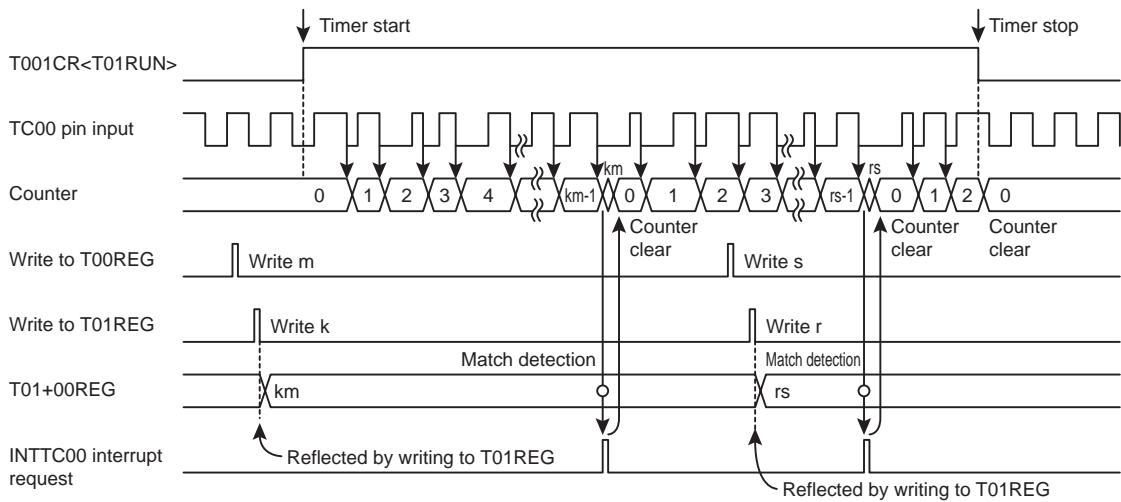 Timer start
Timer stop
T001CR<T01RUN>
TC00 pin input
km
rs
Counter
0 1 2 3 4 km-1 0 1 2 3 rs-1 0 1 2 0
Counter
clear
Counter
clear
Counter
clear
Write to T00REG
Write m
Write s
Write to T01REG
Write k
Write r
Match detection
Match detection
T01+00REG
km
rs
INTTC00 interrupt
request
Reflected by writing to T01REG
Reflected by writing to T01REG